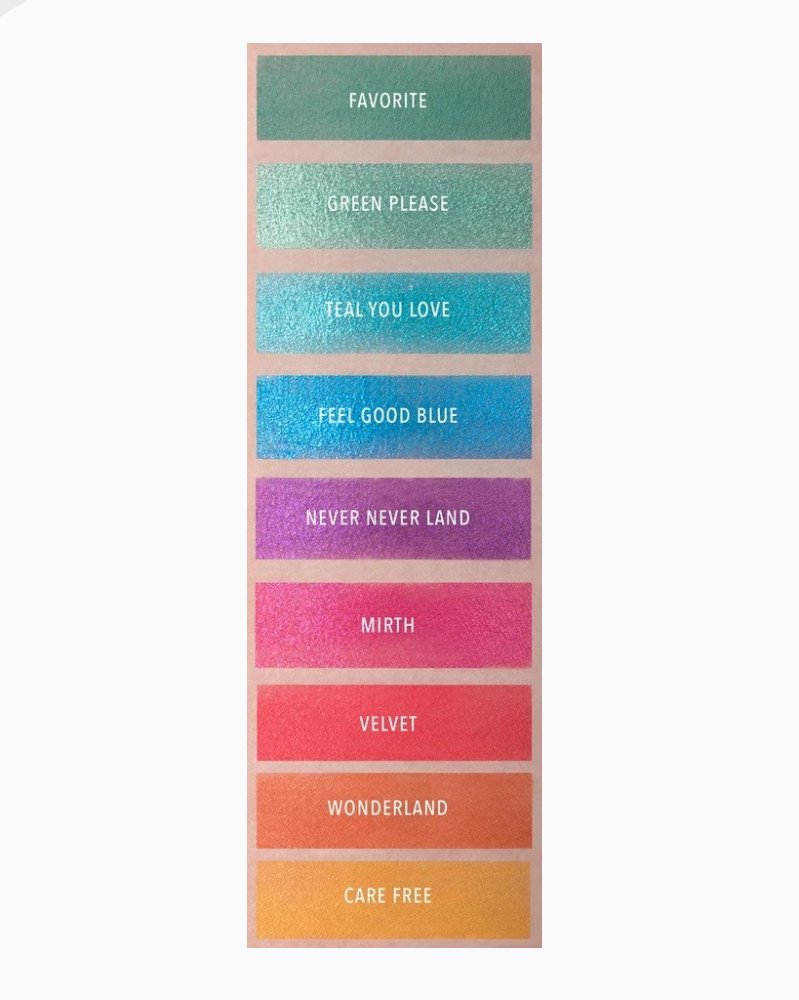 FAVORITE
GREEN PLEASE
TEAL YOU LOVE
FEEL GOOD BLUE
NEVER NEVER LAND
MIRTH
VELVET
WONDERLAND
CARE FREE